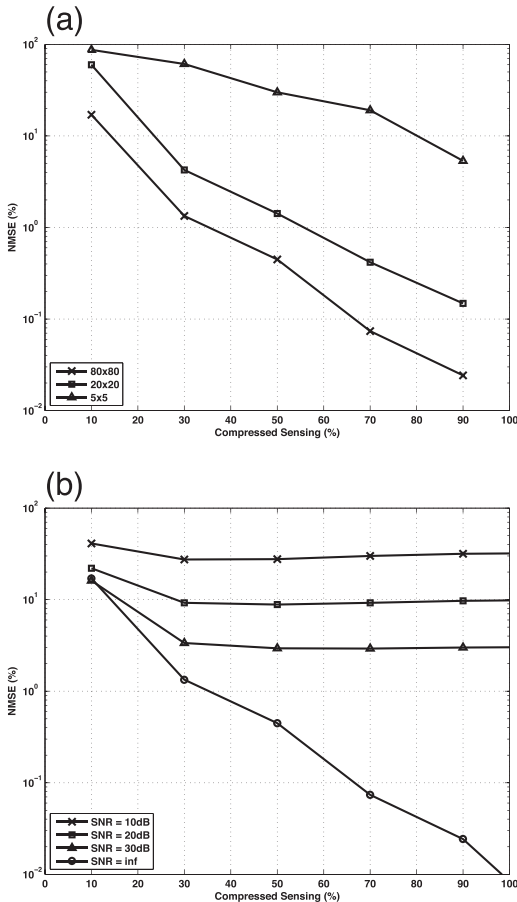 (a)
10²
10¹
10⁰
10⁻¹
10⁻²
NMSE (%)
80x80
20x20
5x5
0 10 20 30 40 50 60 70 80 90 100
Compressed Sensing (%)
(b)
10²
10¹
10⁰
10⁻¹
10⁻²
NMSE (%)
SNR = 10dB
SNR = 20dB
SNR = 30dB
SNR = inf
0 10 20 30 40 50 60 70 80 90 100
Compressed Sensing (%)